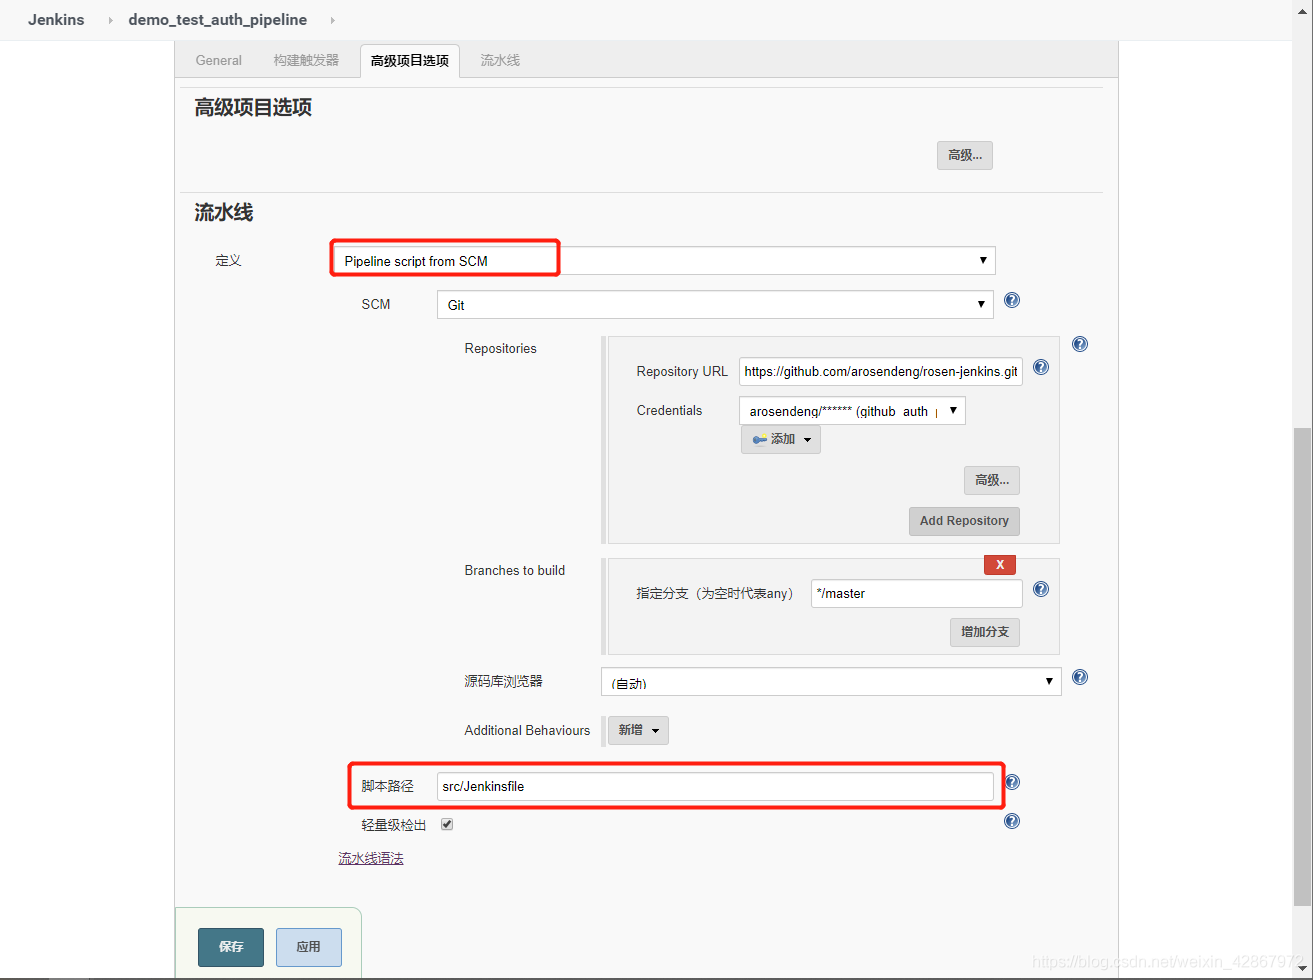 Jenkins demo_test_auth_pipeline
General 构建触发器 高级项目选项 流水线
高级项目选项
高级...
流水线
定义 Pipeline script from SCM
SCM Git
Repositories
Repository URL https://github.com/arosendeng/rosen-jenkins.git
Credentials arosendeng/****** (github_auth_
添加
高级...
Add Repository
Branches to build
X
指定分支（为空时代表any） */master
增加分支
源码库浏览器 (自动)
Additional Behaviours 新增
脚本路径 src/Jenkinsfile
轻量级检出
流水线语法
保存 应用
https://blog.csdn.net/weixin_42867972